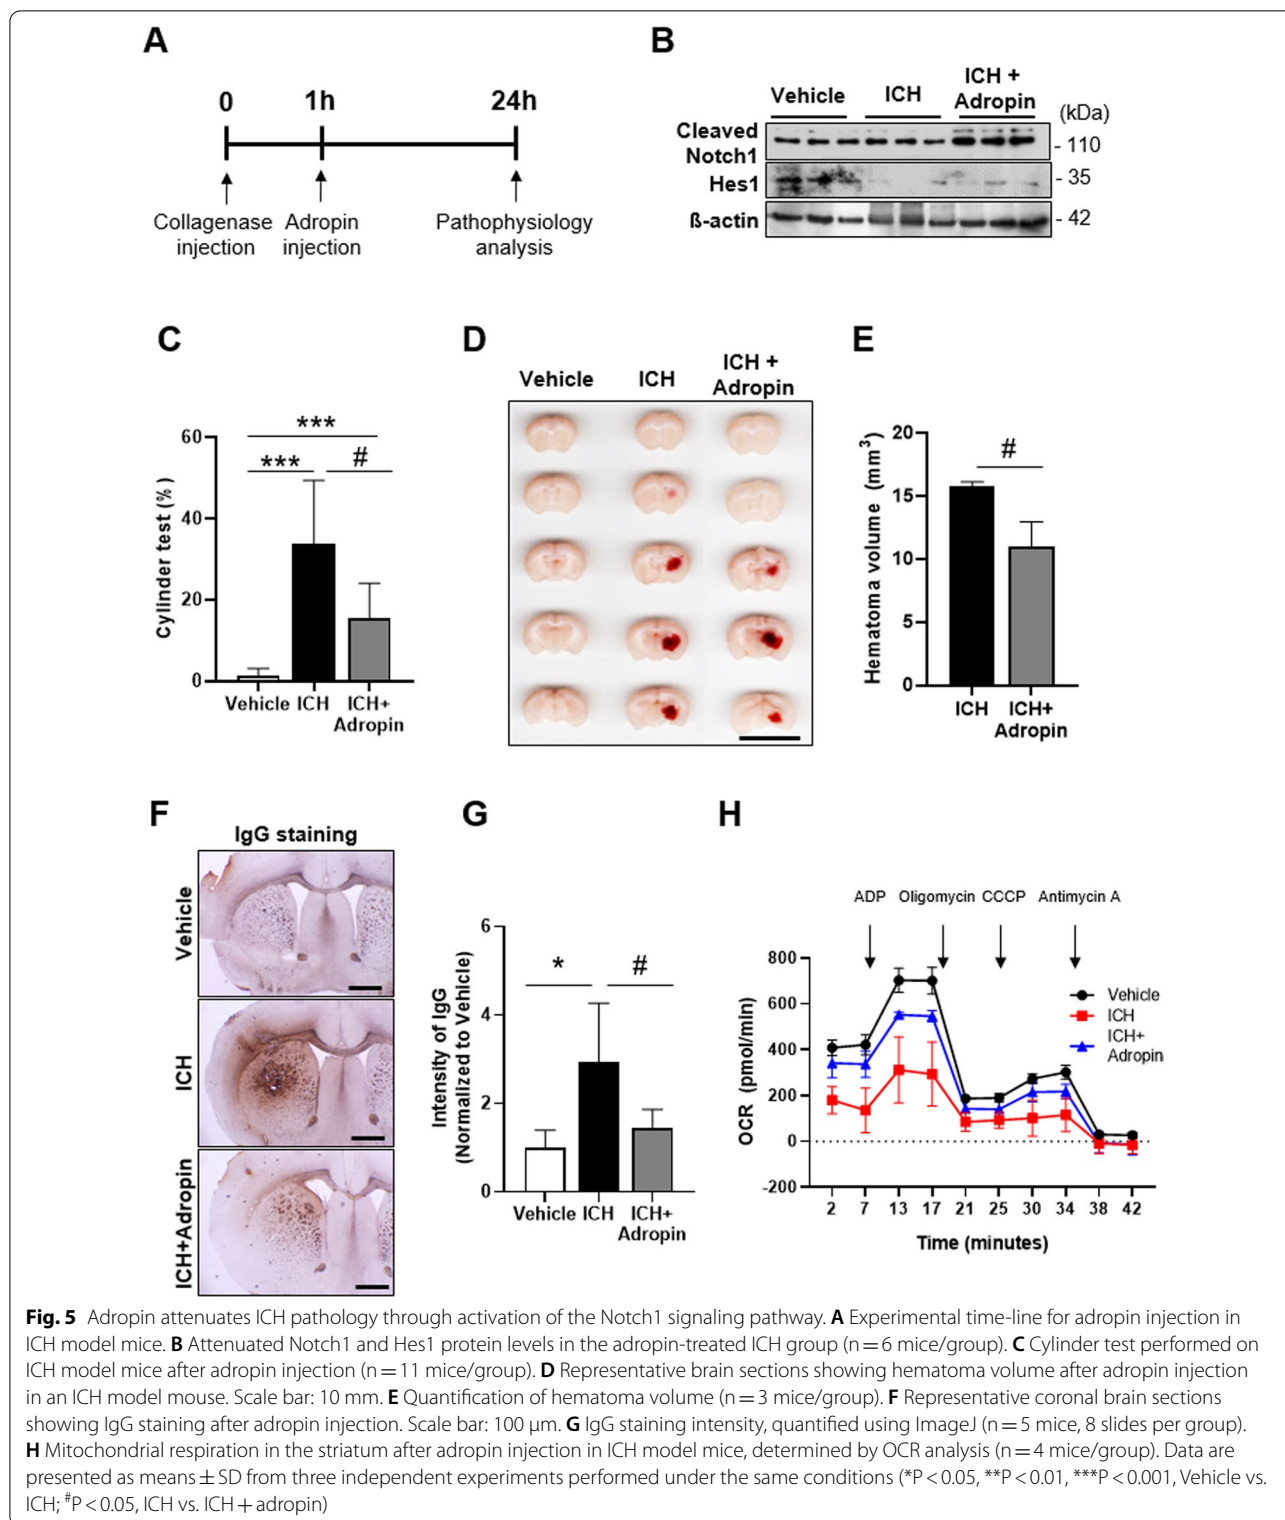 A
0 1h 24h
Collagenase injection
Adropin injection
Pathophysiology analysis
B
Vehicle ICH ICH + Adropin
(kDa)
Cleaved Notch1 - 110
Hes1 - 35
ß-actin - 42
C
Cylinder test (%)
60
40
20
0
***
*** #
Vehicle ICH ICH+ Adropin
D
Vehicle ICH ICH + Adropin
E
Hematoma volume (mm³)
20
15
10
5
0
#
ICH ICH+ Adropin
F
IgG staining
Vehicle
ICH
ICH+Adropin
G
Intensity of IgG
(Normalized to Vehicle)
6
4
2
0
* #
Vehicle ICH ICH+ Adropin
H
ADP Oligomycin CCCP Antimycin A
OCR (pmol/min)
800
600
400
200
0
-200
Vehicle
ICH
ICH+
Adropin
2 7 13 17 21 25 30 34 38 42
Time (minutes)
Fig. 5 Adropin attenuates ICH pathology through activation of the Notch1 signaling pathway. A Experimental time-line for adropin injection in
ICH model mice. B Attenuated Notch1 and Hes1 protein levels in the adropin-treated ICH group (n = 6 mice/group). C Cylinder test performed on
ICH model mice after adropin injection (n = 11 mice/group). D Representative brain sections showing hematoma volume after adropin injection
in an ICH model mouse. Scale bar: 10 mm. E Quantification of hematoma volume (n = 3 mice/group). F Representative coronal brain sections
showing IgG staining after adropin injection. Scale bar: 100 µm. G IgG staining intensity, quantified using ImageJ (n = 5 mice, 8 slides per group).
H Mitochondrial respiration in the striatum after adropin injection in ICH model mice, determined by OCR analysis (n = 4 mice/group). Data are
presented as means ± SD from three independent experiments performed under the same conditions (*P < 0.05, **P < 0.01, ***P < 0.001, Vehicle vs.
ICH; #P < 0.05, ICH vs. ICH + adropin)